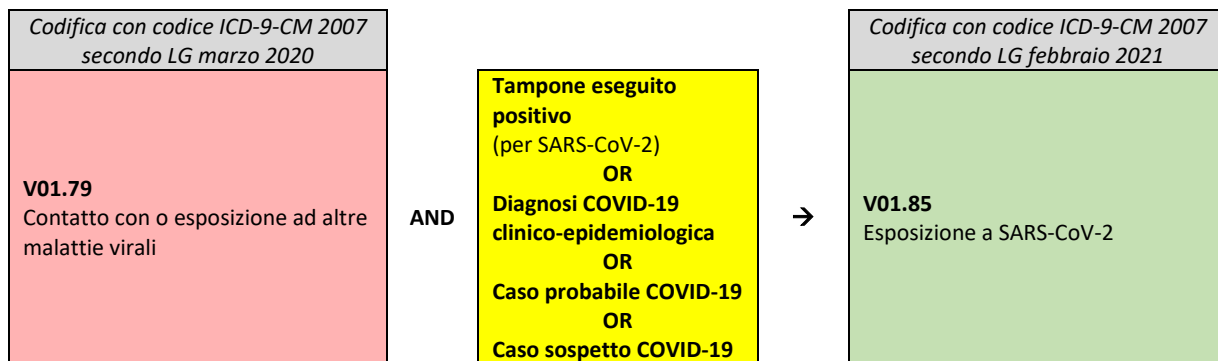 Codifica con codice ICD-9-CM 2007
secondo LG marzo 2020
V01.79
Contatto con o esposizione ad altre
malattie virali
AND
Tampone eseguito
positivo
(per SARS-CoV-2)
OR
Diagnosi COVID-19
clinico-epidemiologica
OR
Caso probabile COVID-19
OR
Caso sospetto COVID-19
→
Codifica con codice ICD-9-CM 2007
secondo LG febbraio 2021
V01.85
Esposizione a SARS-CoV-2